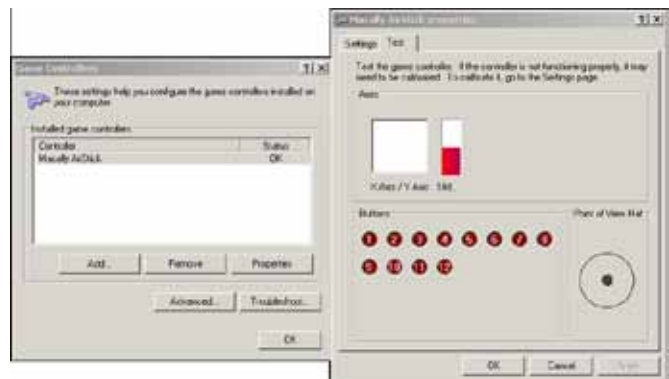 Game Controllers
These settings help you configure the game controllers installed on
your computer.
Installed game controllers
Controller Status
Macally AirStick OK
Add... Remove Properties
Advanced... Troubleshoot...
OK
Macally AirStick properties
Settings Test
Test the game controller. If the controller is not functioning properly, it may
need to be calibrated. To calibrate it, go to the Settings page.
Axes
X Axis / Y Axis
Buttons
Point of View Hat
1 2 3 4 5 6 7 8
9 10 11 12
OK Cancel Apply